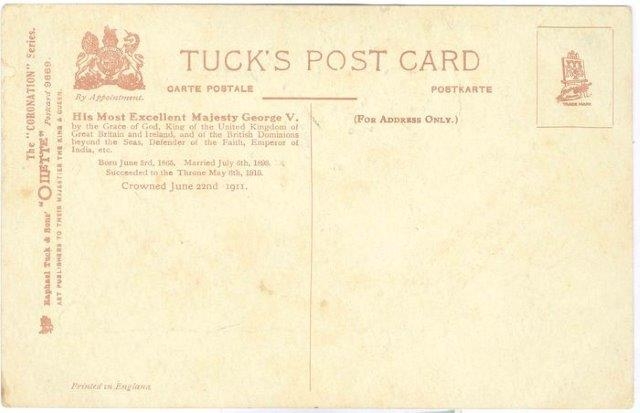 TUCK'S POST CARD
CARTE POSTALE
POSTKARTE
By Appointment.
TRADE MARK
His Most Excellent Majesty George V.
by the Grace of God, King of the United Kingdom of
Great Britain and Ireland, and of the British Dominions
beyond the Seas, Defender of the Faith, Emperor of
India, etc.
Born June 3rd, 1865. Married July 6th, 1893.
Succeeded to the Throne May 6th, 1910.
Crowned June 22nd 1911.
(For Address Only.)
The "CORONATION" Series.
Raphael Tuck & Sons' "OILETTE" Postcard 9669.
ART PUBLISHERS TO THEIR MAJESTIES THE KING & QUEEN.
Printed in England.